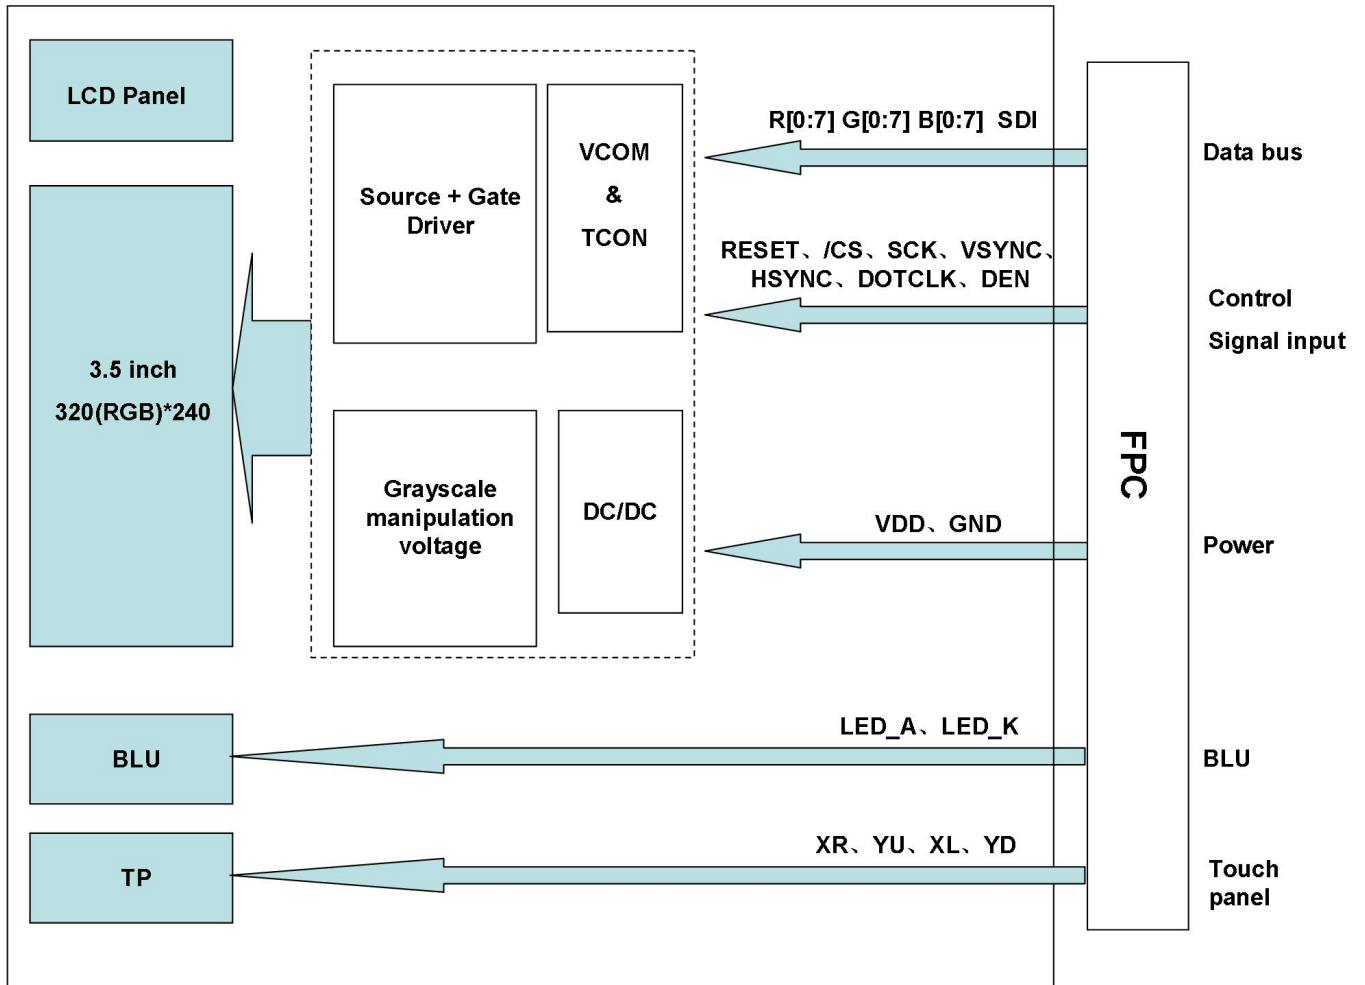 LCD Panel
3.5 inch
320(RGB)*240
Source + Gate
Driver
VCOM
&
TCON
Grayscale
manipulation
voltage
DC/DC
R[0:7] G[0:7] B[0:7] SDI
RESET、/CS、SCK、VSYNC、
HSYNC、DOTCLK、DEN
VDD、GND
LED_A、LED_K
XR、YU、XL、YD
BLU
TP
FPC
Data bus
Control
Signal input
Power
BLU
Touch
panel